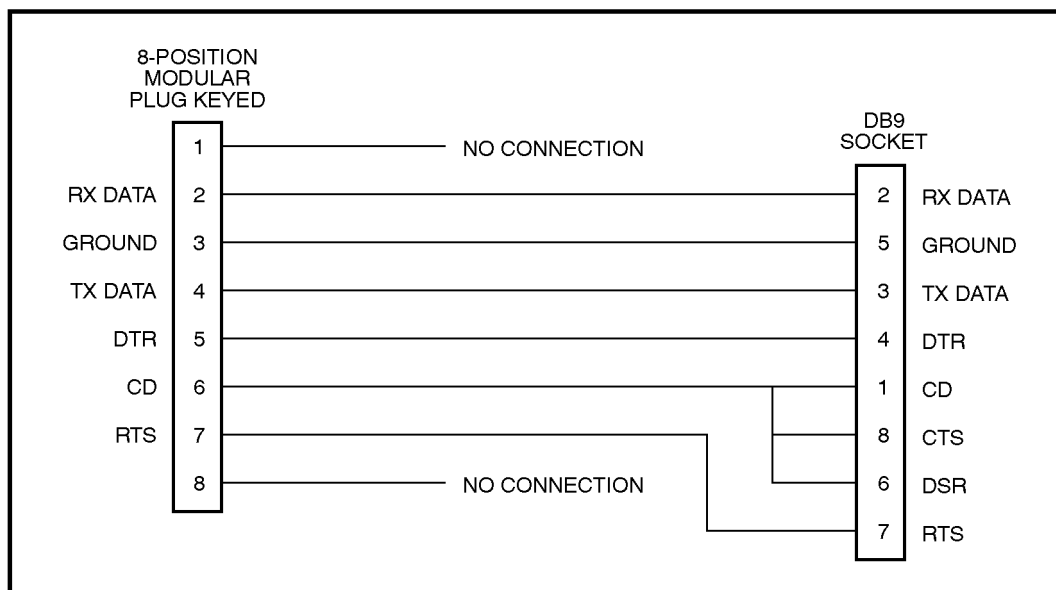 8-POSITION
MODULAR
PLUG KEYED
DB9
SOCKET
1 NO CONNECTION
RX DATA 2 2 RX DATA
GROUND 3 5 GROUND
TX DATA 4 3 TX DATA
DTR 5 4 DTR
CD 6 1 CD
RTS 7 8 CTS
8 NO CONNECTION 6 DSR
7 RTS